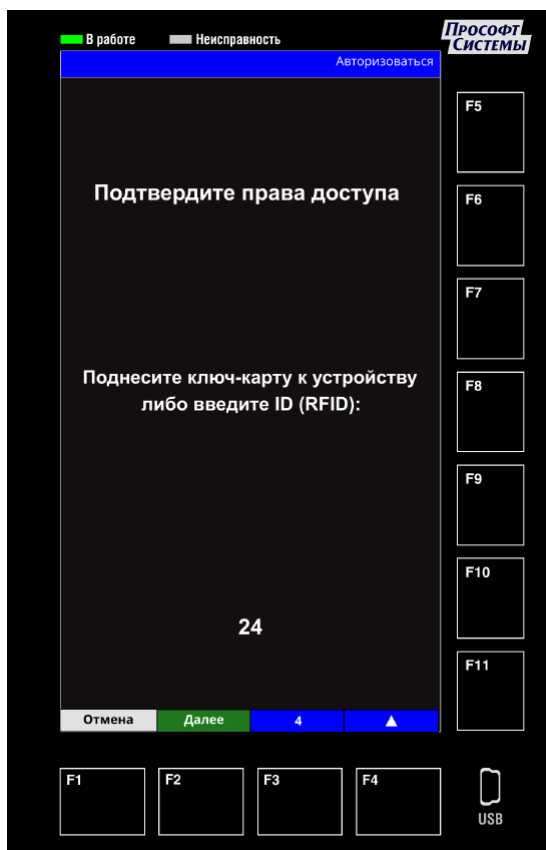 В работе
Неисправность
Прософт
Системы
Авторизоваться
F5
Подтвердите права доступа
F6
F7
Поднесите ключ-карту к устройству
либо введите ID (RFID):
F8
F9
F10
24
F11
Отмена
Далее
4
▲
F1
F2
F3
F4
USB